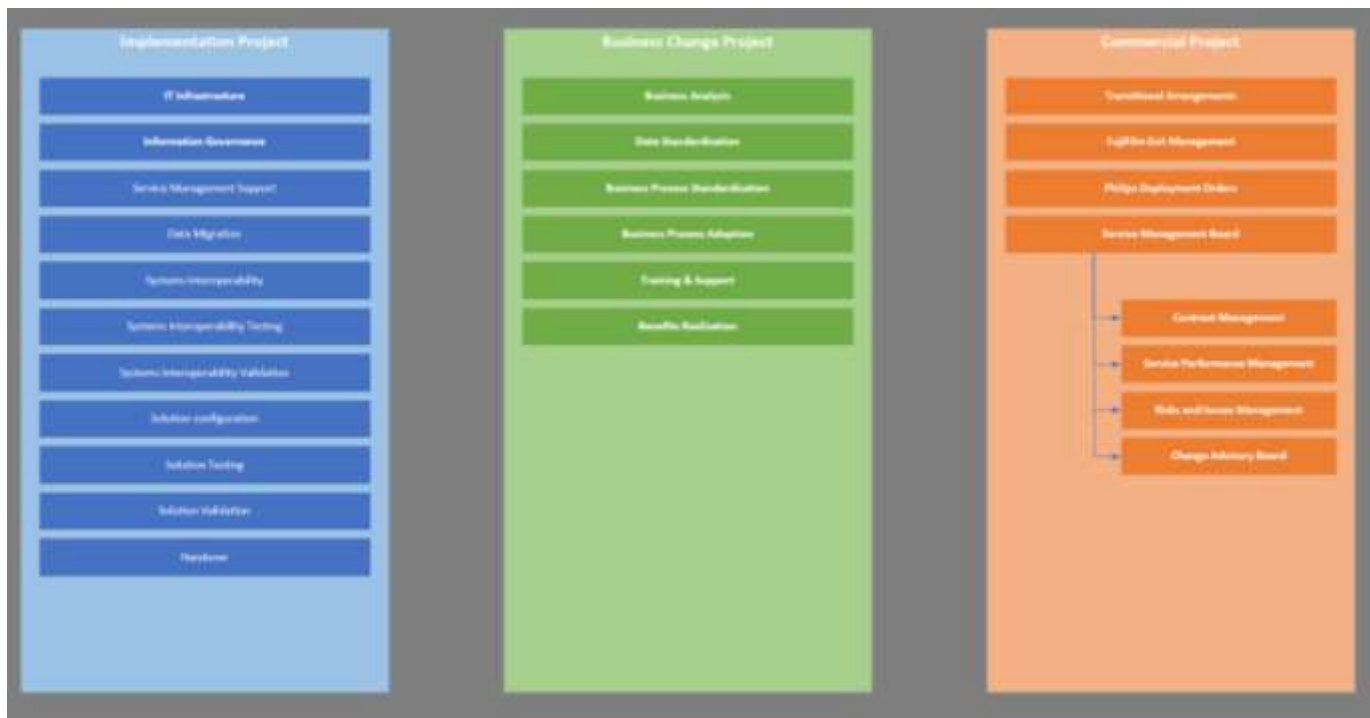 Implementation Project
IT Infrastructure
Information Governance
Service Management Support
Data Migration
Systems Interoperability
Systems Interoperability Testing
Systems Interoperability Validation
Solution configuration
Solution Testing
Solution Validation
Handover
Business Change Project
Business Analysis
Data Standardisation
Business Process Standardisation
Business Process Adoption
Training & Support
Benefits Realisation
Commercial Project
Transitional Arrangements
Fujifilm Exit Management
Philips Deployment Orders
Service Management Board
Contract Management
Service Performance Management
Risks and Issues Management
Change Advisory Board